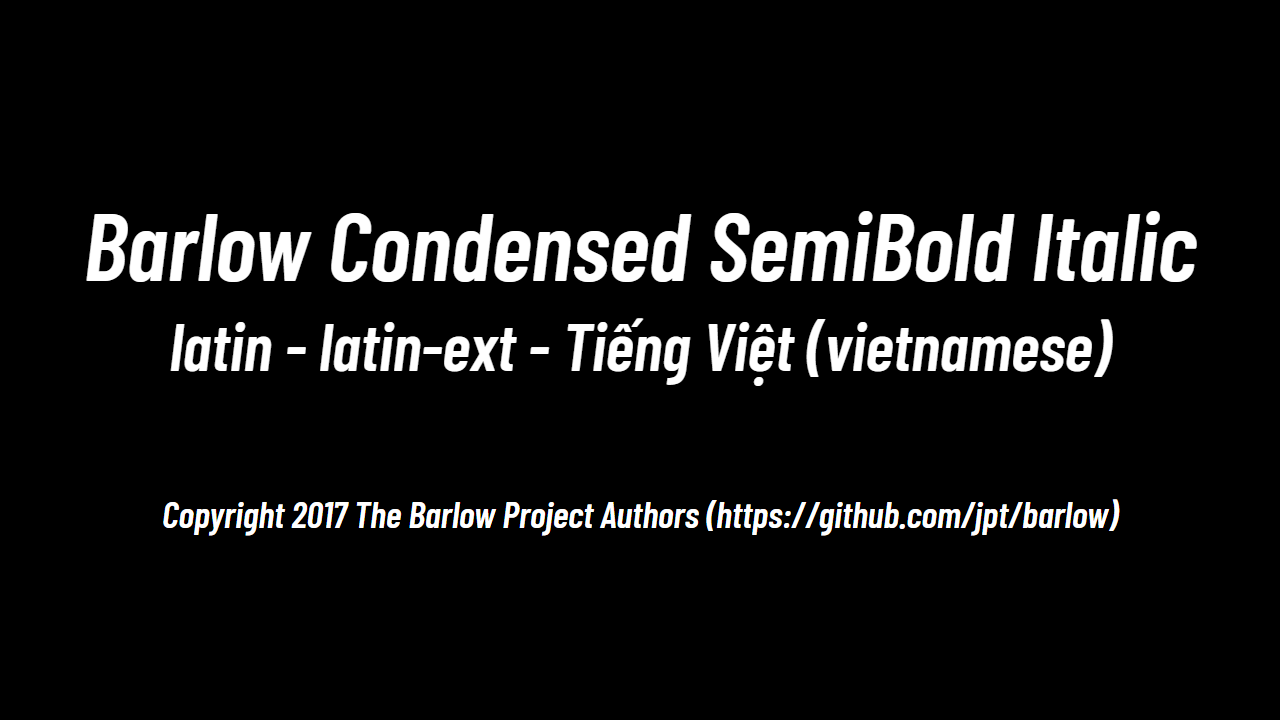 Barlow Condensed SemiBold Italic
latin - latin-ext - Tiếng Việt (vietnamese)
Copyright 2017 The Barlow Project Authors (https://github.com/jpt/barlow)